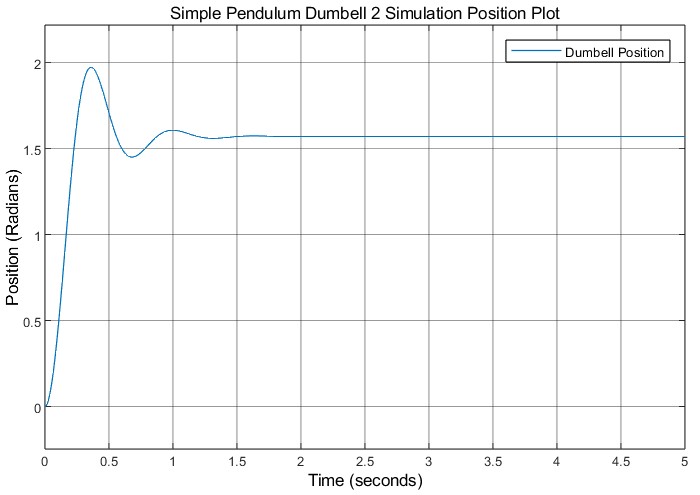 Simple Pendulum Dumbell 2 Simulation Position Plot
Dumbell Position
2
1.5
1
0.5
0
Position (Radians)
0 0.5 1 1.5 2 2.5 3 3.5 4 4.5 5
Time (seconds)